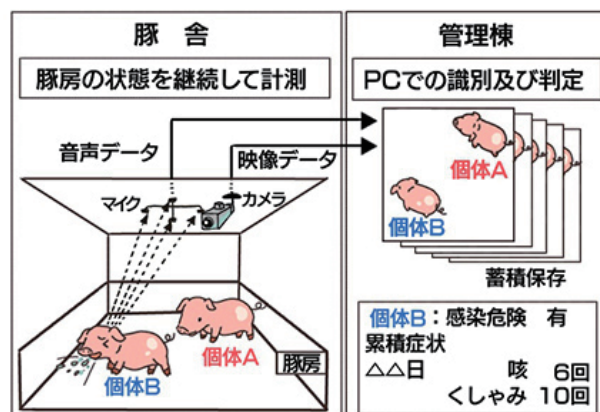 豚 舎
豚房の状態を継続して計測
音声データ
映像データ
マイク
カメラ
個体A
個体B
豚房
管理棟
PCでの識別及び判定
個体A
個体B
蓄積保存
個体B：感染危険 有
累積症状
△△日 咳 6回
くしゃみ 10回